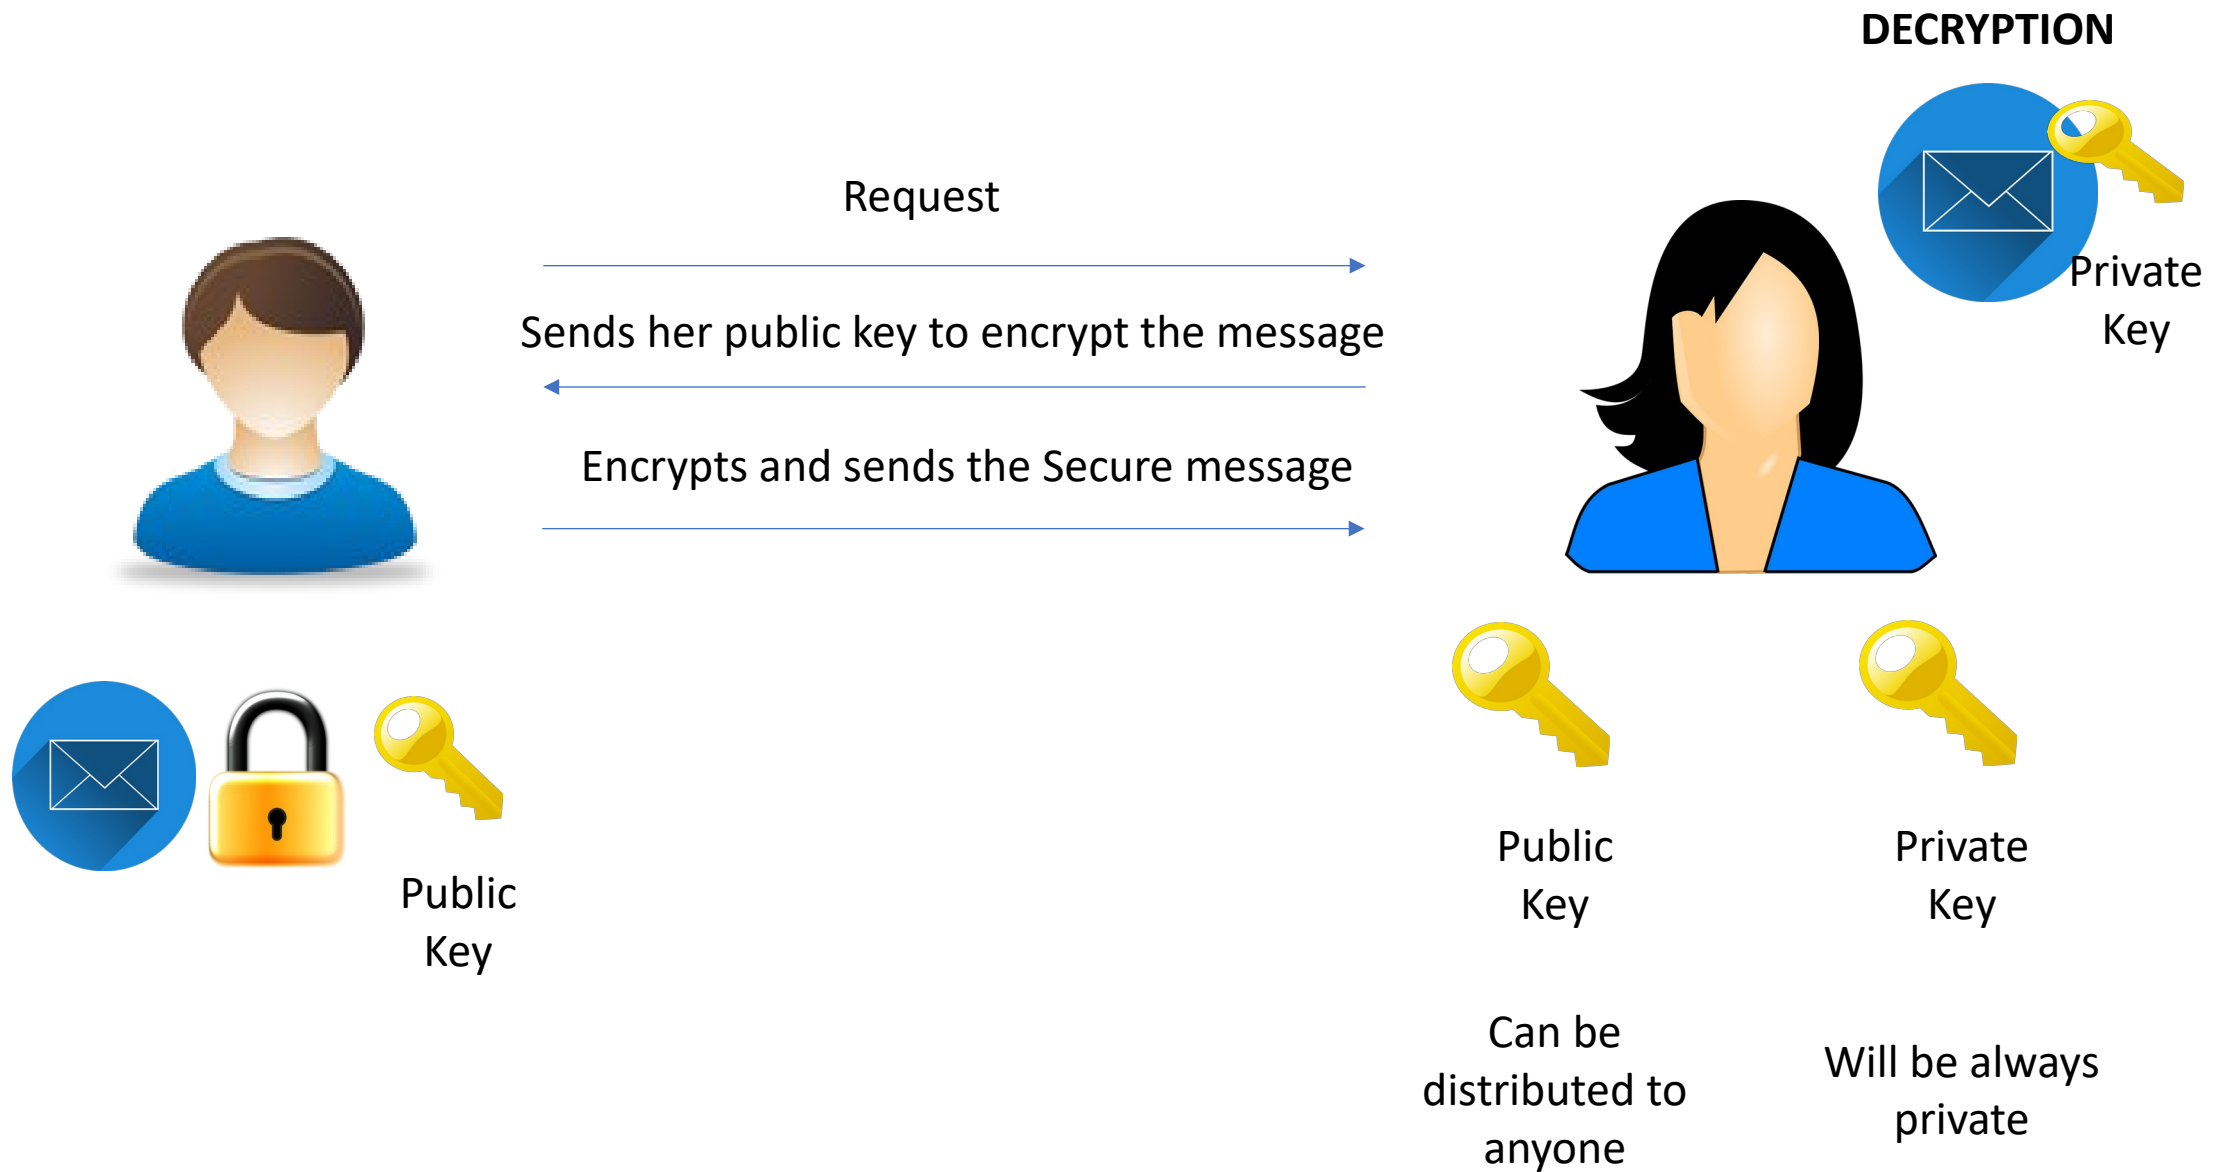 DECRYPTION
Request
Private
Key
Sends her public key to encrypt the message
Encrypts and sends the Secure message
Public
Key
Public
Key
Private
Key
Can be
distributed to
anyone
Will be always
private